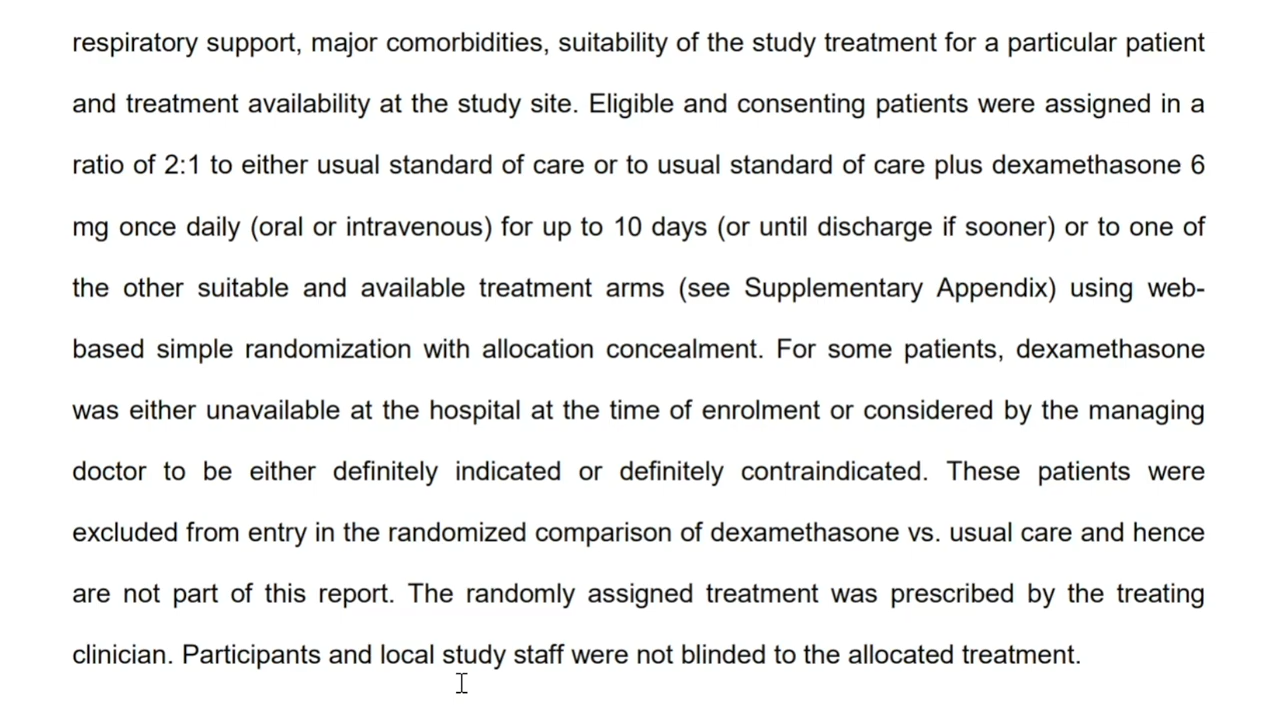 respiratory support, major comorbidities, suitability of the study treatment for a particular patient
and treatment availability at the study site. Eligible and consenting patients were assigned in a
ratio of 2:1 to either usual standard of care or to usual standard of care plus dexamethasone 6
mg once daily (oral or intravenous) for up to 10 days (or until discharge if sooner) or to one of
the other suitable and available treatment arms (see Supplementary Appendix) using web-
based simple randomization with allocation concealment. For some patients, dexamethasone
was either unavailable at the hospital at the time of enrolment or considered by the managing
doctor to be either definitely indicated or definitely contraindicated. These patients were
excluded from entry in the randomized comparison of dexamethasone vs. usual care and hence
are not part of this report. The randomly assigned treatment was prescribed by the treating
clinician. Participants and local study staff were not blinded to the allocated treatment.